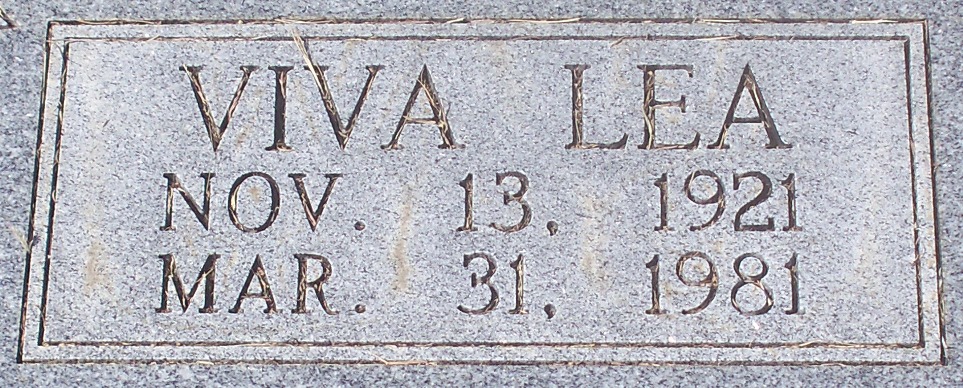 VIVA LEA
NOV. 13, 1921
MAR. 31, 1981